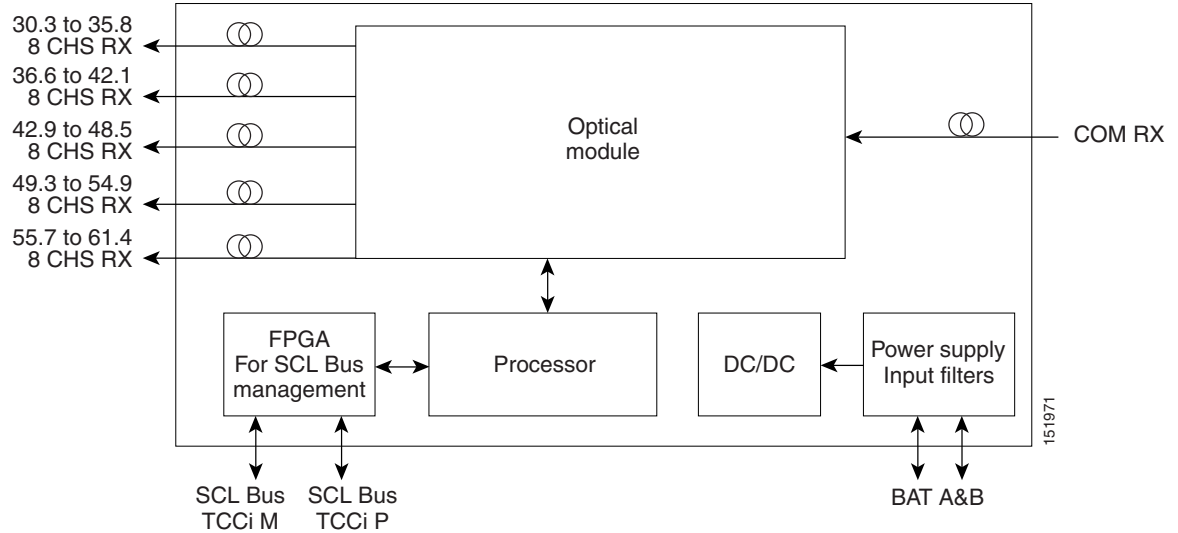 30.3 to 35.8
8 CHS RX
36.6 to 42.1
8 CHS RX
42.9 to 48.5
8 CHS RX
49.3 to 54.9
8 CHS RX
55.7 to 61.4
8 CHS RX
Optical
module
COM RX
FPGA
For SCL Bus
management
Processor
DC/DC
Power supply
Input filters
151971
SCL Bus
TCCi M
SCL Bus
TCCi P
BAT A&B